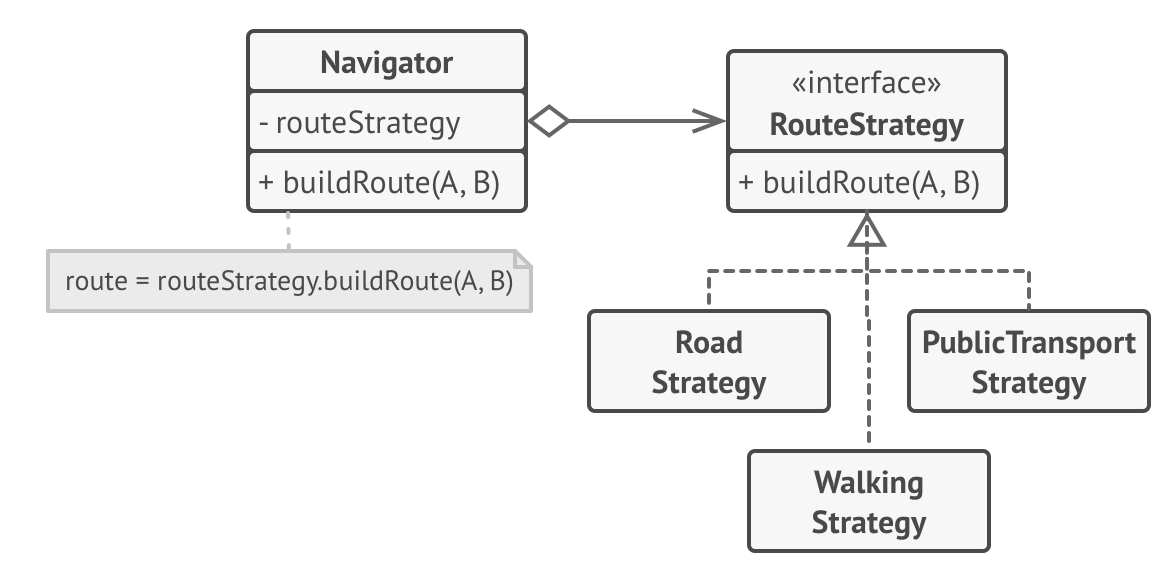 Navigator
- routeStrategy
+ buildRoute(A, B)
route = routeStrategy.buildRoute(A, B)
«interface»
RouteStrategy
+ buildRoute(A, B)
Road
Strategy
PublicTransport
Strategy
Walking
Strategy